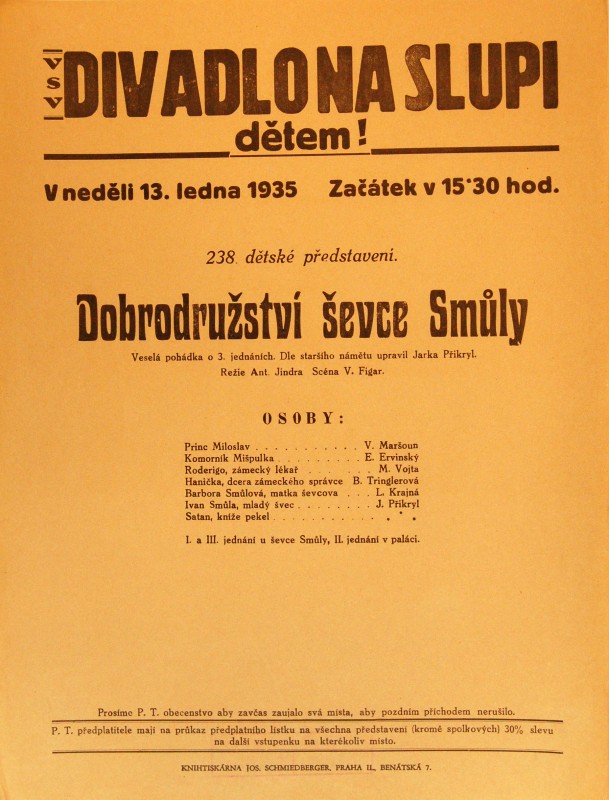 VSV DIVADLO NA SLUPI
dětem!
V neděli 13. ledna 1935 Začátek v 15·30 hod.
238. dětské představení.
Dobrodružství ševce Smůly
Veselá pohádka o 3. jednáních. Dle staršího námětu upravil Jarka Přikryl.
Režie Ant. Jindra Scéna V. Figar.
OSOBY:
Princ Miloslav . . . . . . . . . . . V. Maršoun
Komorník Mišpulka . . . . . . . . . E. Ervinský
Roderigo, zámecký lékař . . . . . . . M. Vojta
Hanička, dcera zámeckého správce B. Tringlerová
Barbora Smůlová, matka ševcova . . . L. Krajná
Ivan Smůla, mladý švec . . . . . . . . J. Přikryl
Satan, kníže pekel . . . . . . . . . . . * * *
I. a III. jednání u ševce Smůly, II. jednání v paláci.
Prosíme P. T. obecenstvo aby zavčas zaujalo svá místa, aby pozdním příchodem nerušilo.
P. T. předplatitelé mají na průkaz předplatního lístku na všechna představení (kromě spolkových) 30% slevu
na další vstupenku na kterékoliv místo.
KNIHTISKÁRNA JOS. SCHMIEDBERGER, PRAHA II., BENÁTSKÁ 7.